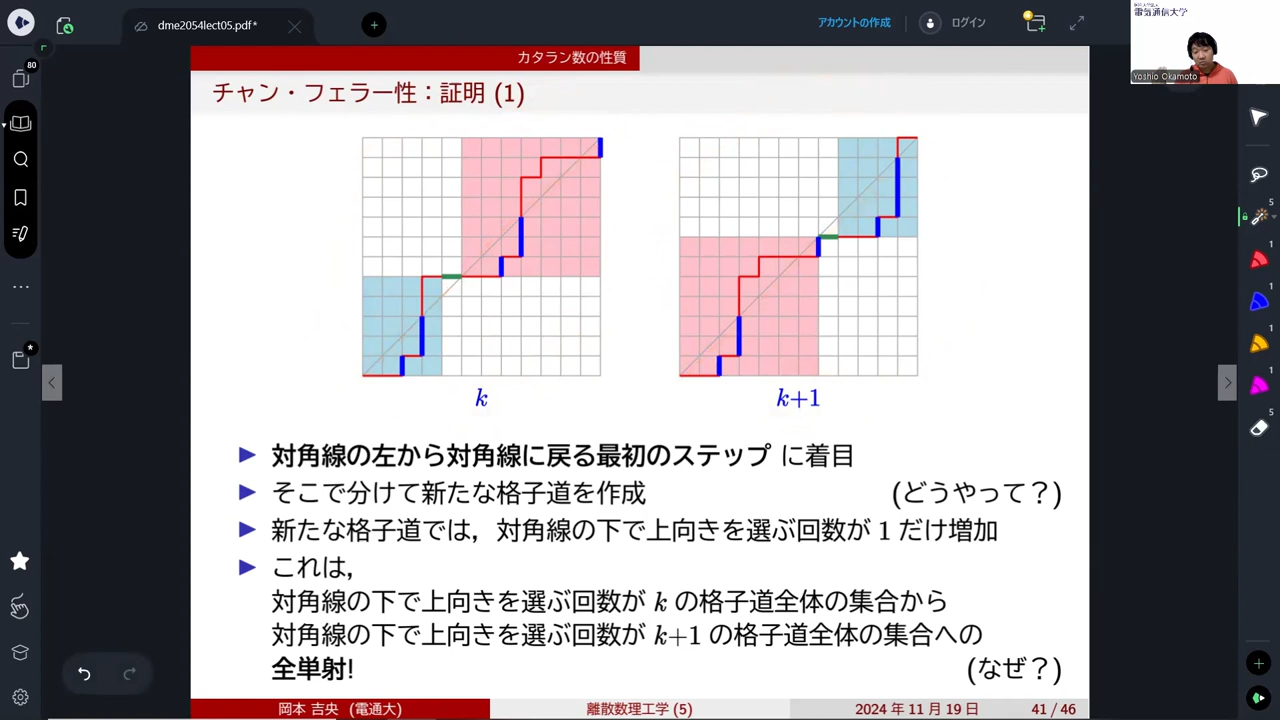 dme2054lect05.pdf*
アカウントの作成
ログイン
電気通信大学
Yoshio Okamoto
80
カタラン数の性質
チャン・フェラー性：証明 (1)
k
k+1
対角線の左から対角線に戻る最初のステップ に着目
そこで分けて新たな格子道を作成 (どうやって？)
新たな格子道では，対角線の下で上向きを選ぶ回数が 1 だけ増加
これは，
対角線の下で上向きを選ぶ回数が k の格子道全体の集合から
対角線の下で上向きを選ぶ回数が k+1 の格子道全体の集合への
全単射! (なぜ？)
岡本 吉央 (電通大) 離散数理工学 (5) 2024 年 11 月 19 日 41 / 46
5
1
1
1
1
5